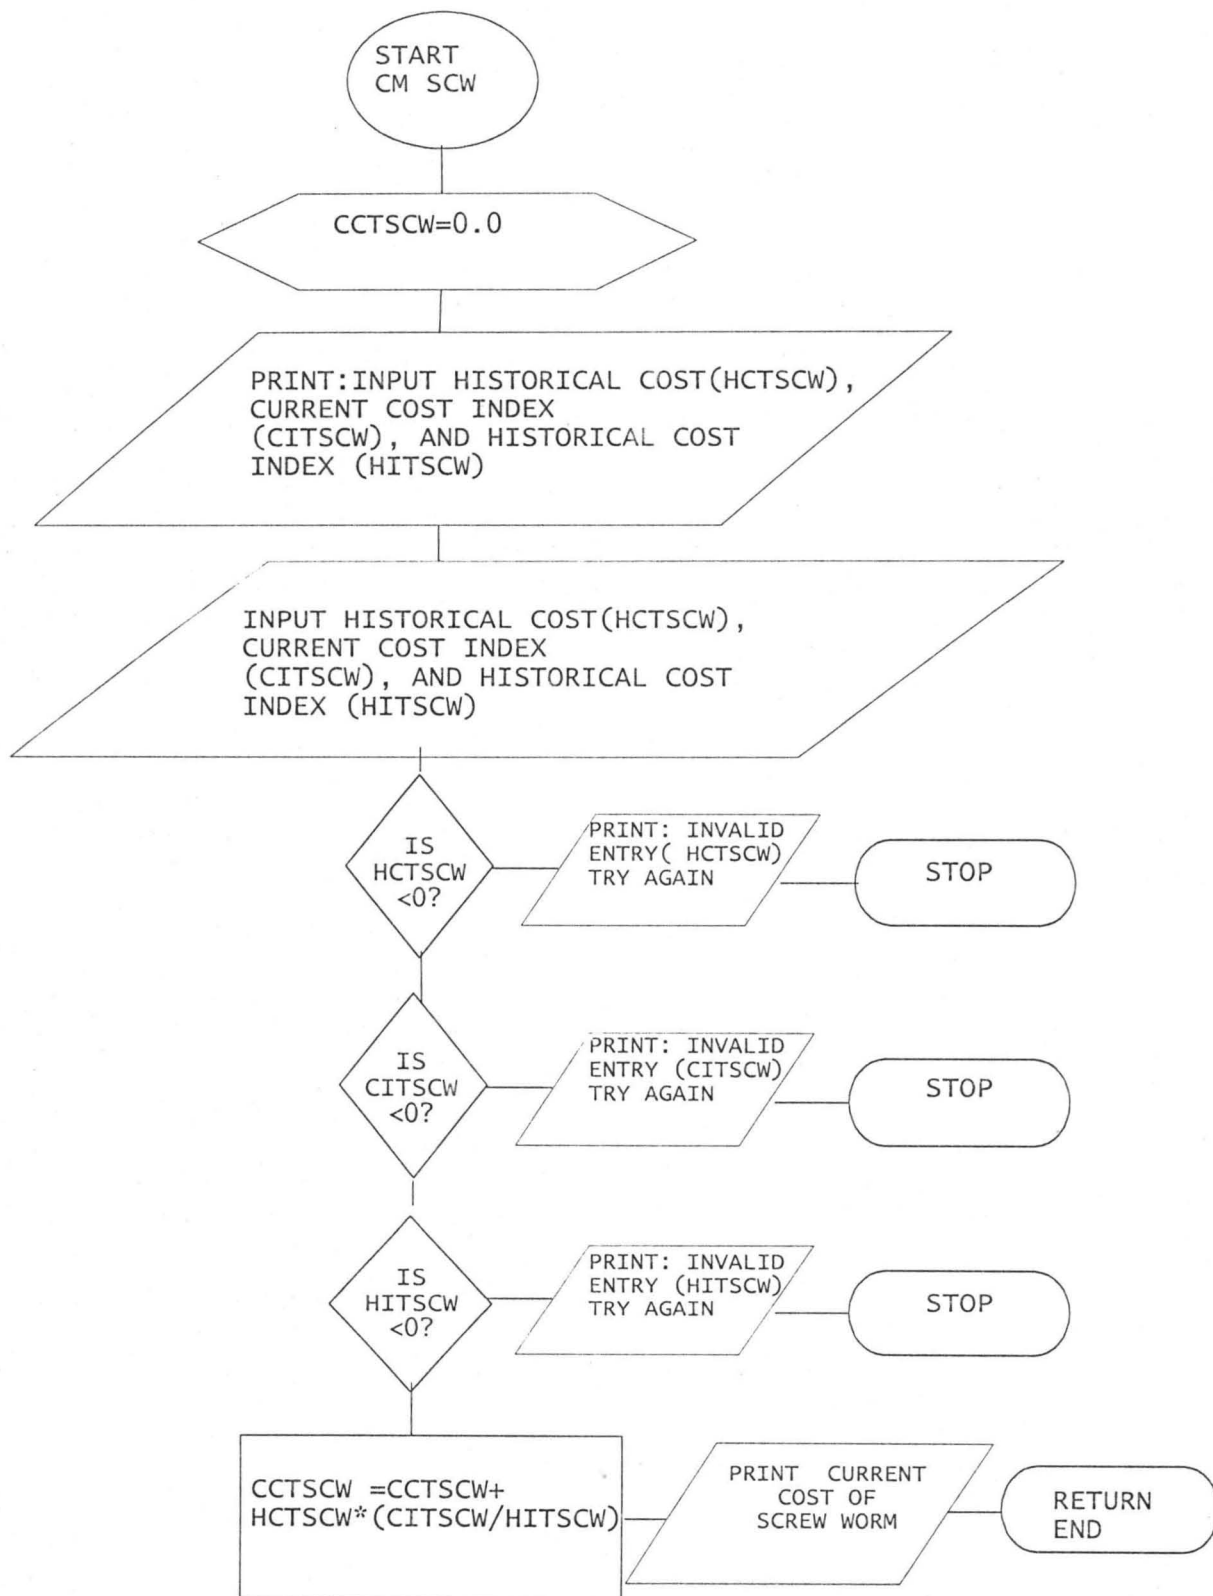 START
CM SCW
CCTSCW=0.0
PRINT:INPUT HISTORICAL COST(HCTSCW),
CURRENT COST INDEX
(CITSCW), AND HISTORICAL COST
INDEX (HITSCW)
INPUT HISTORICAL COST(HCTSCW),
CURRENT COST INDEX
(CITSCW), AND HISTORICAL COST
INDEX (HITSCW)
IS
HCTSCW
<0?
PRINT: INVALID
ENTRY( HCTSCW)
TRY AGAIN
STOP
IS
CITSCW
<0?
PRINT: INVALID
ENTRY (CITSCW)
TRY AGAIN
STOP
IS
HITSCW
<0?
PRINT: INVALID
ENTRY (HITSCW)
TRY AGAIN
STOP
CCTSCW =CCTSCW+
HCTSCW*(CITSCW/HITSCW)
PRINT CURRENT
COST OF
SCREW WORM
RETURN
END